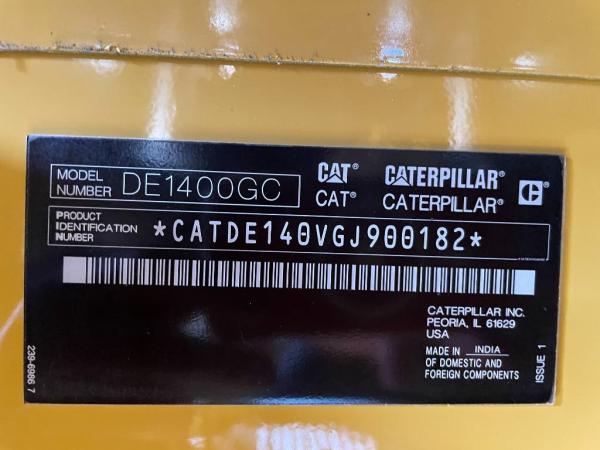 MODEL NUMBER DE1400GC
CAT® CATERPILLAR®
CAT® CATERPILLAR® C
PRODUCT IDENTIFICATION NUMBER *CATDE140VGJ900182*
CATERPILLAR INC.
PEORIA, IL 61629
USA
MADE IN INDIA
OF DOMESTIC AND
FOREIGN COMPONENTS
ISSUE 1
239-6986 7